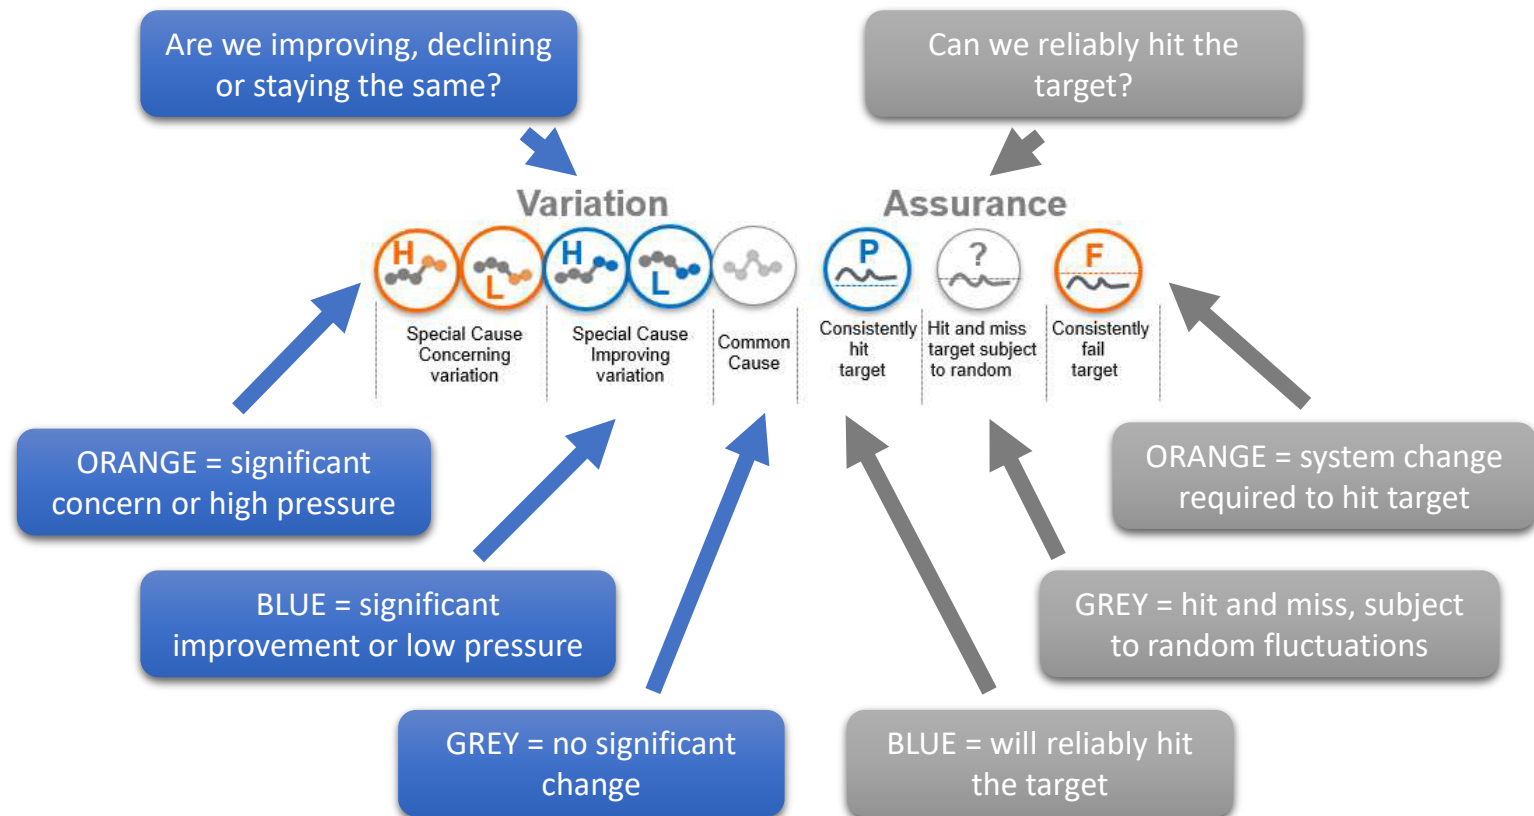 Are we improving, declining
or staying the same?
Can we reliably hit the
target?
Variation
Assurance
H
L
H
L
P
?
F
Special Cause
Concerning
variation
Special Cause
Improving
variation
Common
Cause
Consistently
hit
target
Hit and miss
target subject
to random
Consistently
fail
target
ORANGE = significant
concern or high pressure
ORANGE = system change
required to hit target
BLUE = significant
improvement or low pressure
GREY = hit and miss, subject
to random fluctuations
GREY = no significant
change
BLUE = will reliably hit
the target